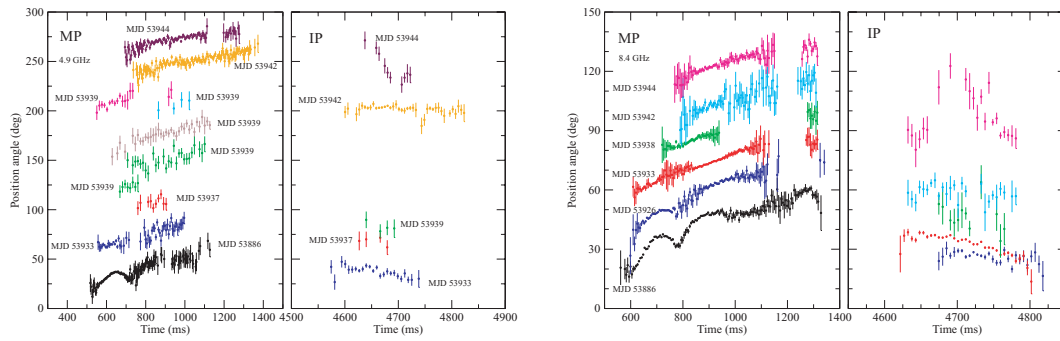 300
250
200
150
100
50
0
Position angle (deg)
MP
4.9 GHz
MJD 53944
MJD 53942
MJD 53939
MJD 53939
MJD 53939
MJD 53939
MJD 53937
MJD 53933
MJD 53886
400 600 800 1000 1200 1400
Time (ms)
IP
MJD 53944
MJD 53942
MJD 53939
MJD 53937
MJD 53933
4500 4600 4700 4800 4900
Time (ms)
150
120
90
60
30
0
Position angle (deg)
MP
8.4 GHz
MJD 53944
MJD 53942
MJD 53938
MJD 53933
MJD 53926
MJD 53886
600 800 1000 1200 1400
Time (ms)
IP
4600 4700 4800
Time (ms)